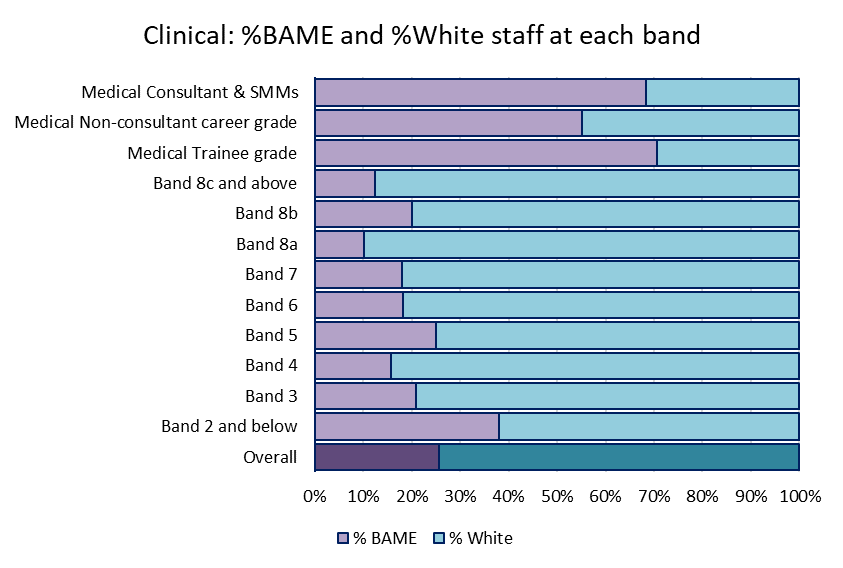 Clinical: %BAME and %White staff at each band
Medical Consultant & SMMs
Medical Non-consultant career grade
Medical Trainee grade
Band 8c and above
Band 8b
Band 8a
Band 7
Band 6
Band 5
Band 4
Band 3
Band 2 and below
Overall
0% 10% 20% 30% 40% 50% 60% 70% 80% 90% 100%
% BAME % White